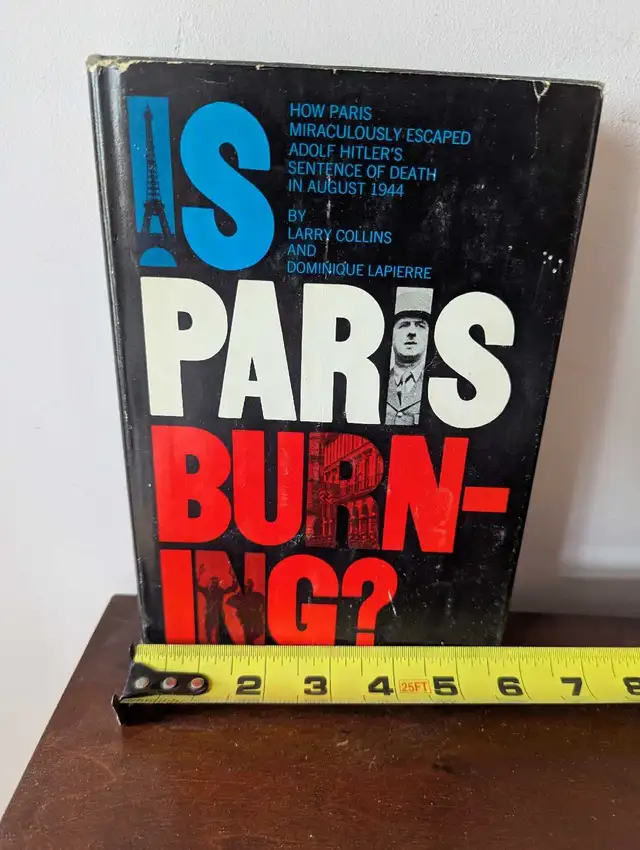 IS
HOW PARIS
MIRACULOUSLY ESCAPED
ADOLF HITLER'S
SENTENCE OF DEATH
IN AUGUST 1944
BY
LARRY COLLINS
AND
DOMINIQUE LAPIERRE
PARIS
BURN-
ING?
2 3 4 25FT 5 6 7 8